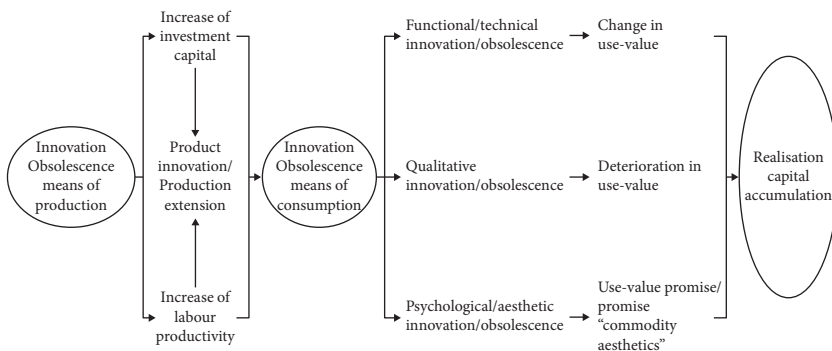 Increase of
investment
capital
Innovation
Obsolescence
means of
production
Product
innovation/
Production
extension
Increase of
labour
productivity
Innovation
Obsolescence
means of
consumption
Functional/technical
innovation/obsolescence
Change in
use-value
Qualitative
innovation/obsolescence
Deterioration in
use-value
Psychological/aesthetic
innovation/obsolescence
Use-value promise/
promise
“commodity
aesthetics”
Realisation
capital
accumulation